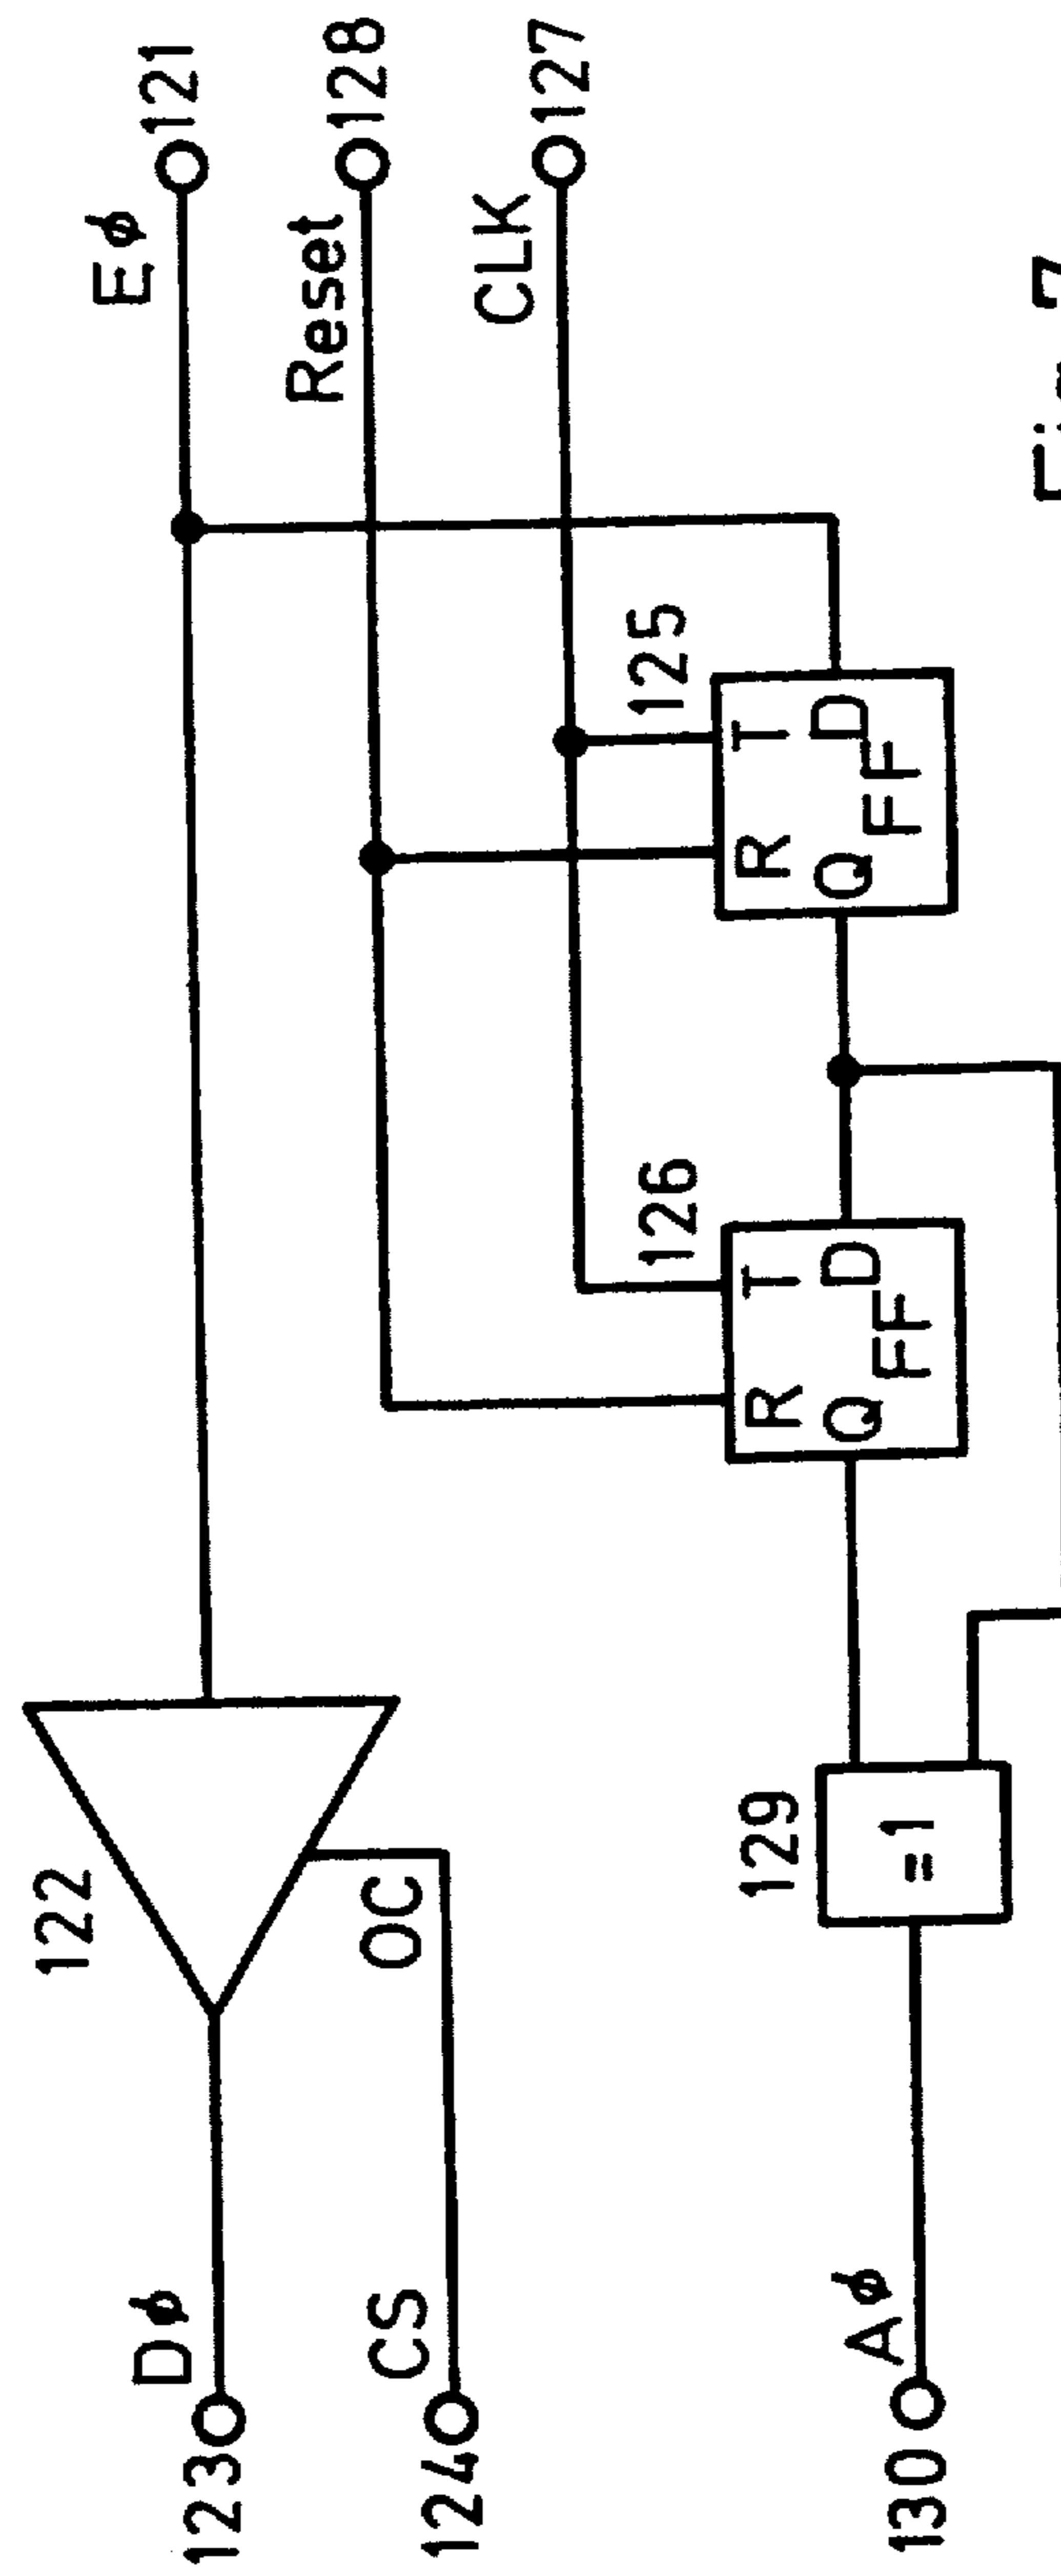 Eϕ 121
Reset 128
CLK 127
125
R T
Q D
FF
126
R T
Q D
FF
122
OC
Dϕ
123
CS
124
129
=1
Aϕ
130